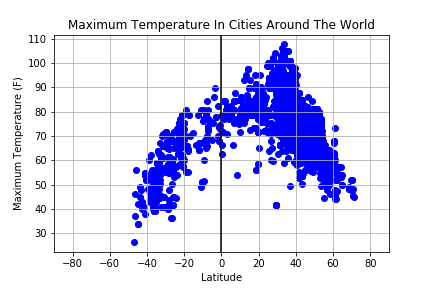 Maximum Temperature In Cities Around The World
Maximum Temperature (F)
110
100
90
80
70
60
50
40
30
−80 −60 −40 −20 0 20 40 60 80
Latitude